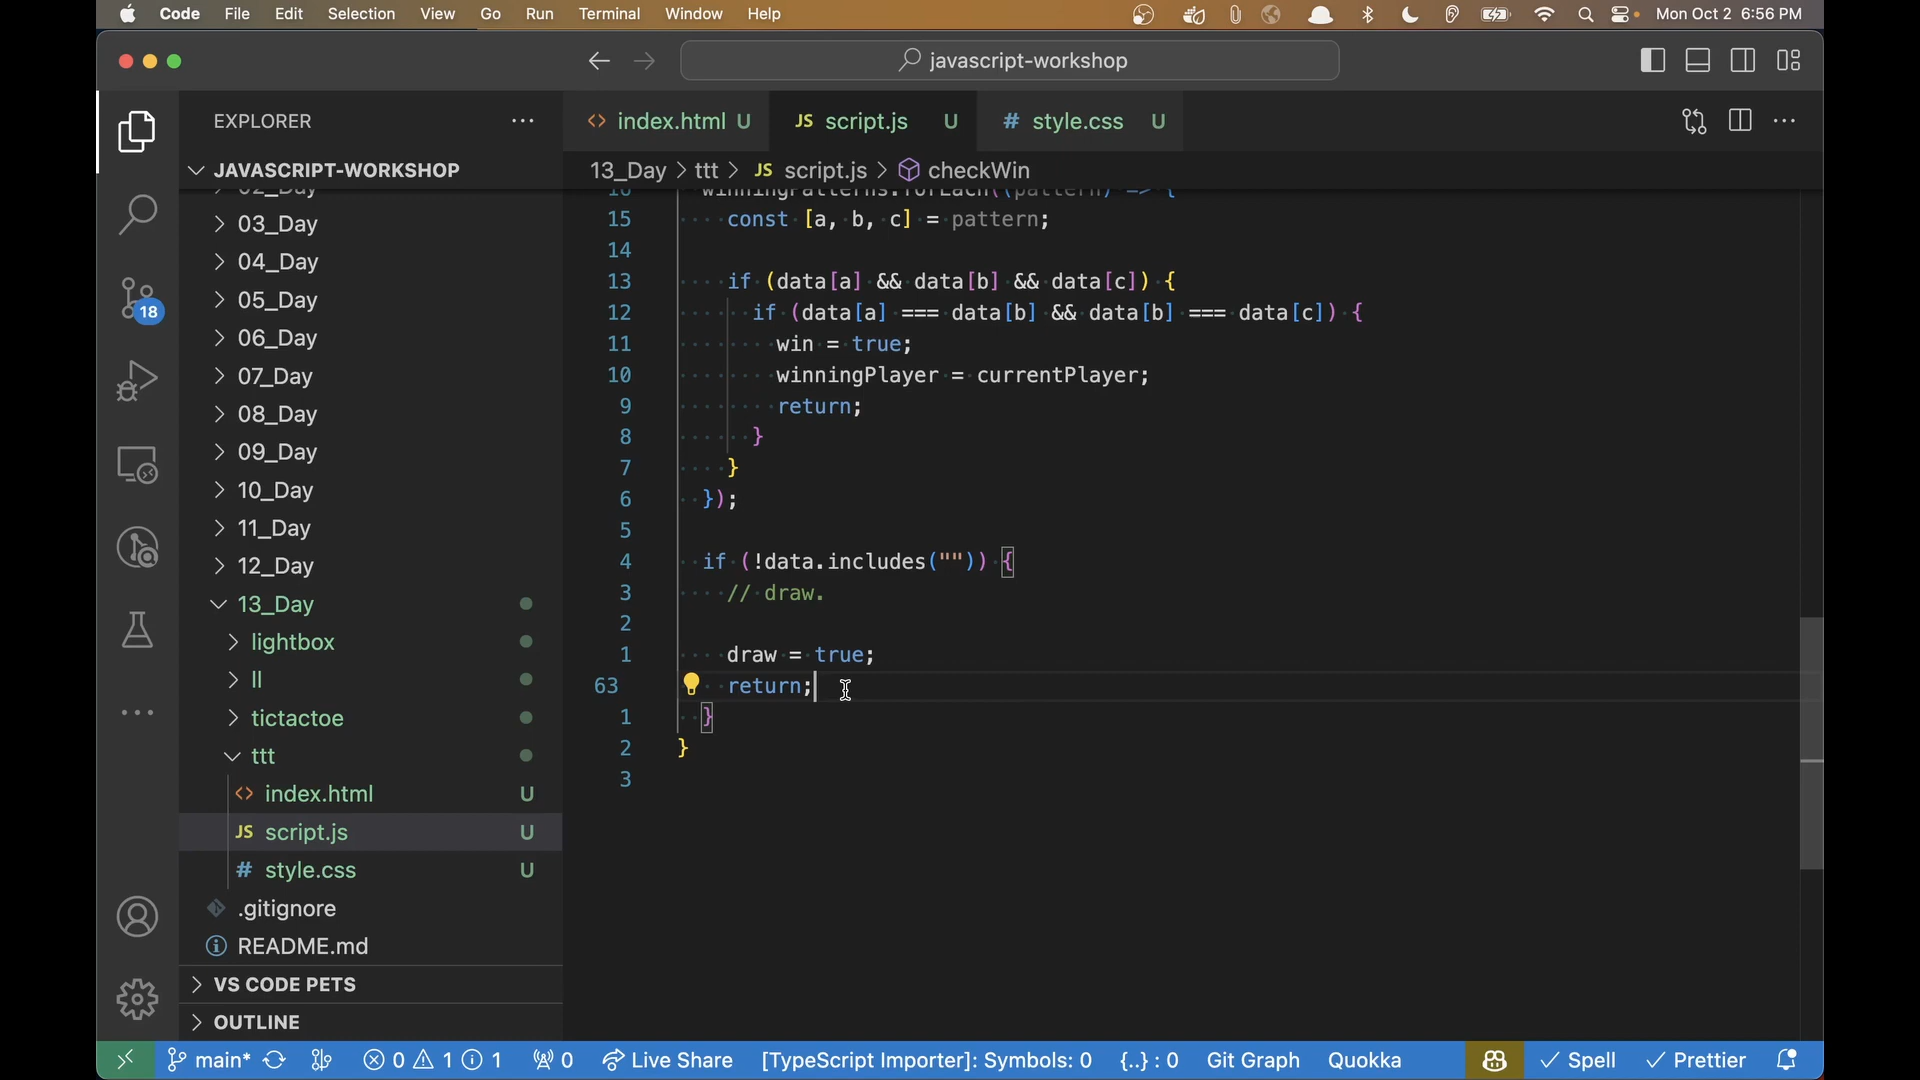 Code File Edit Selection View Go Run Terminal Window Help Mon Oct 2 6:56 PM
javascript-workshop
EXPLORER
index.html U
JS script.js U
# style.css U
JAVASCRIPT-WORKSHOP
13_Day > ttt > JS script.js > checkWin
02_Day
03_Day
04_Day
05_Day
06_Day
07_Day
08_Day
09_Day
10_Day
11_Day
12_Day
13_Day
lightbox
ll
tictactoe
ttt
<> index.html U
JS script.js U
# style.css U
.gitignore
README.md
VS CODE PETS
OUTLINE
18
16 winningPatterns.forEach((pattern) => {
15 const [a, b, c] = pattern;
14
13 if (data[a] && data[b] && data[c]) {
12 if (data[a] === data[b] && data[b] === data[c]) {
11 win = true;
10 winningPlayer = currentPlayer;
9 return;
8 }
7 }
6 });
5
4 if (!data.includes("")) {
3 // draw.
2
1 draw = true;
63 return;
1 }
2 }
3
main* 0 1 1 0 Live Share [TypeScript Importer]: Symbols: 0 {..} : 0 Git Graph Quokka Spell Prettier